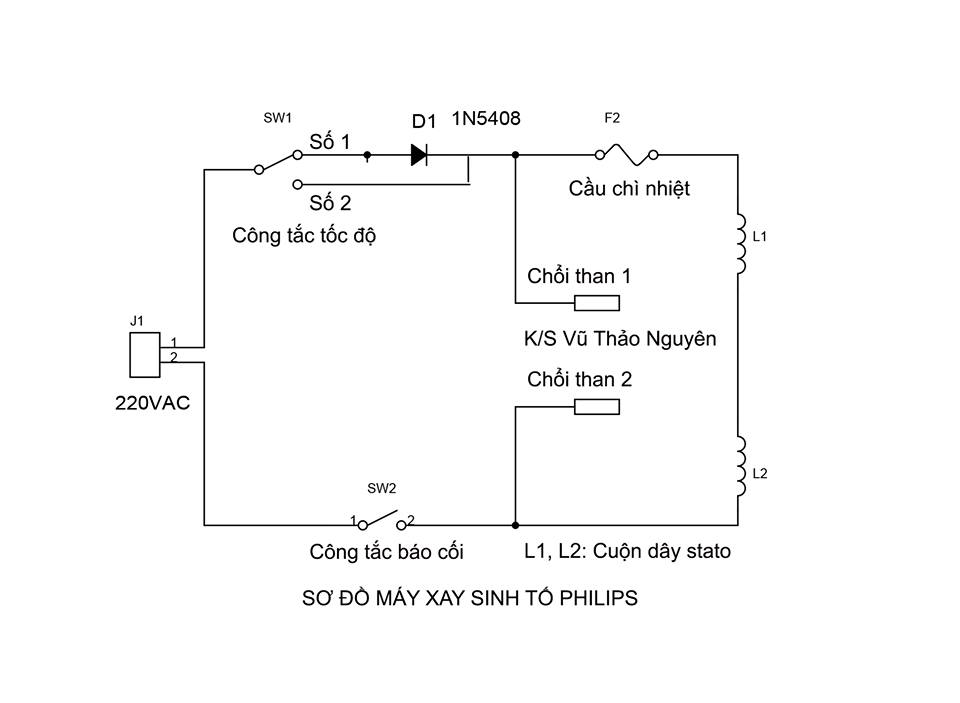 SW1
D1
1N5408
F2
Số 1
Cầu chì nhiệt
Số 2
Công tắc tốc độ
L1
Chổi than 1
J1
1
2
K/S Vũ Thảo Nguyên
Chổi than 2
220VAC
L2
SW2
1
2
Công tắc báo cối
L1, L2: Cuộn dây stato
SƠ ĐỒ MÁY XAY SINH TỐ PHILIPS